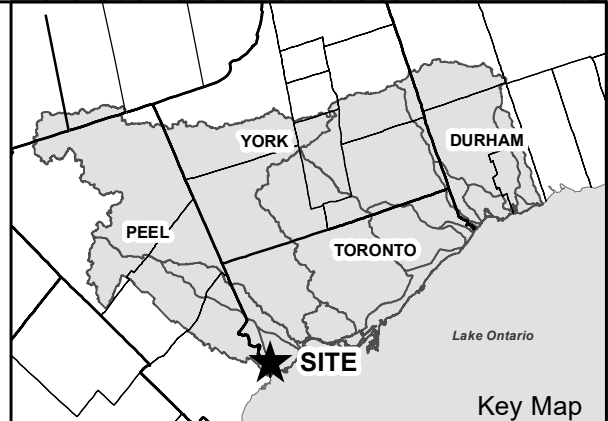 YORK
DURHAM
PEEL
TORONTO
Lake Ontario
SITE
Key Map